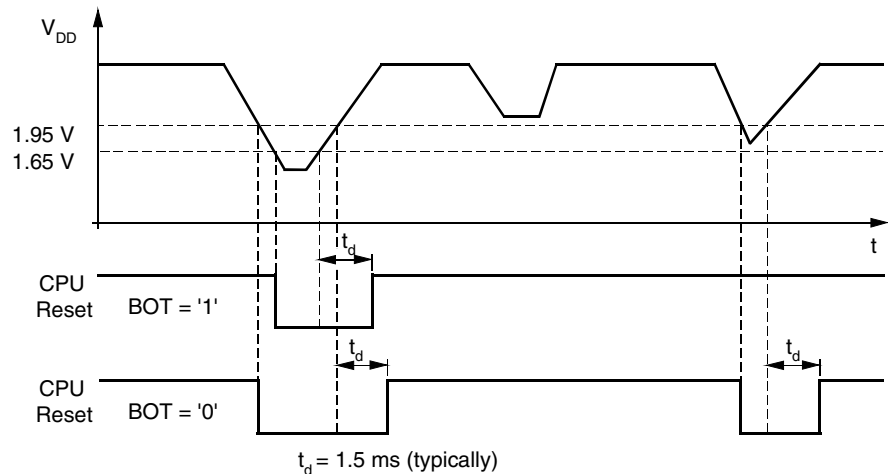 V_DD
1.95 V
1.65 V
t
t_d
CPU
Reset
BOT = '1'
t_d
t_d
CPU
Reset
BOT = '0'
t_d = 1.5 ms (typically)